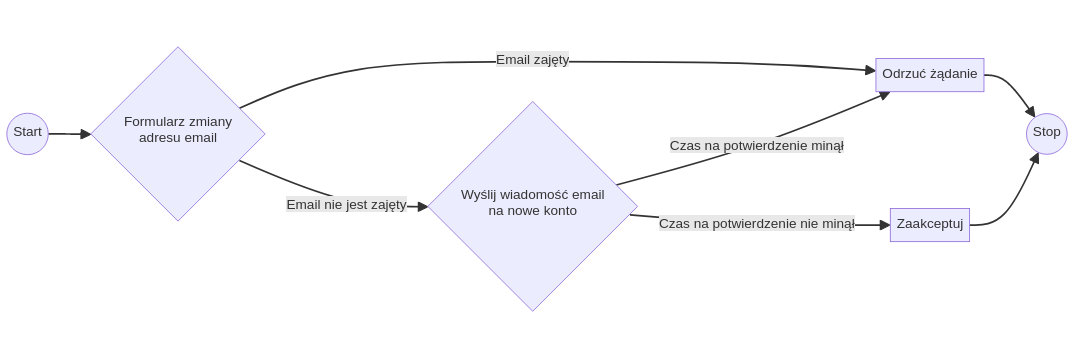 Start
Formularz zmiany
adresu email
Email zajęty
Email nie jest zajęty
Wyślij wiadomość email
na nowe konto
Czas na potwierdzenie minął
Czas na potwierdzenie nie minął
Odrzuć żądanie
Zaakceptuj
Stop